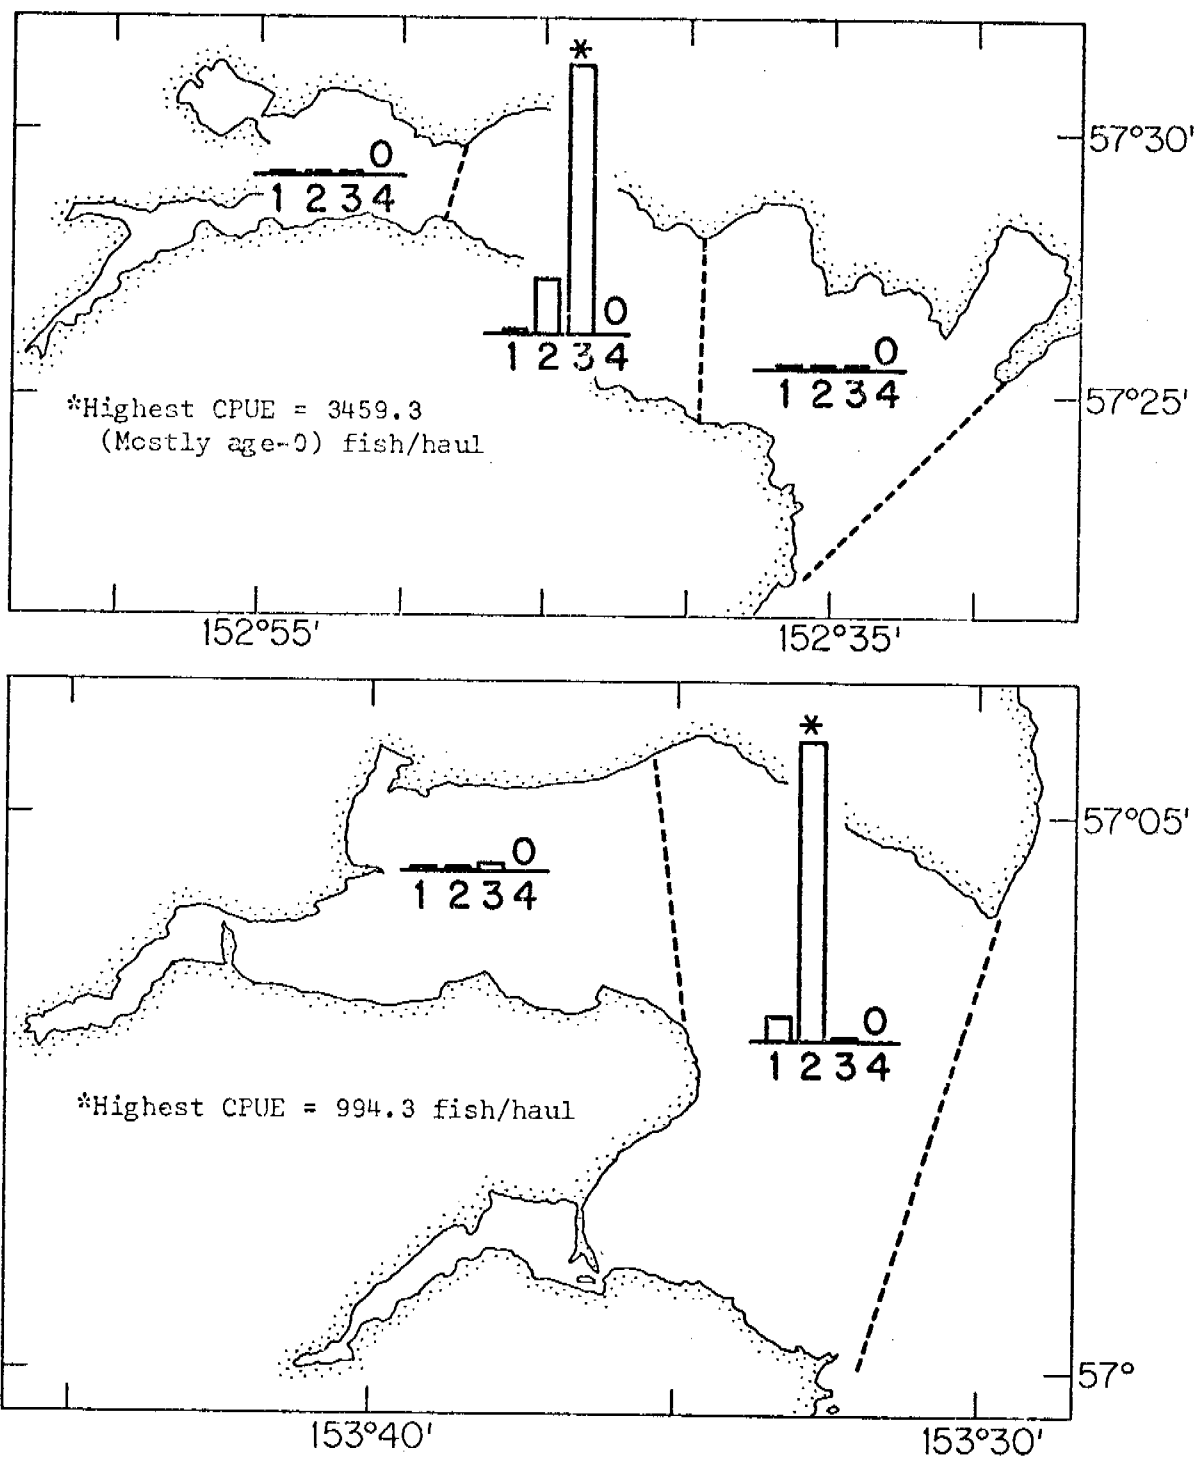 *
57°30'
0
1 2 3 4
0
1 2 3 4
0
1 2 3 4
57°25'
*Highest CPUE = 3459.3
(Mostly age-0) fish/haul
152°55'
152°35'
*
57°05'
0
1 2 3 4
0
1 2 3 4
*Highest CPUE = 994.3 fish/haul
57°
153°40'
153°30'